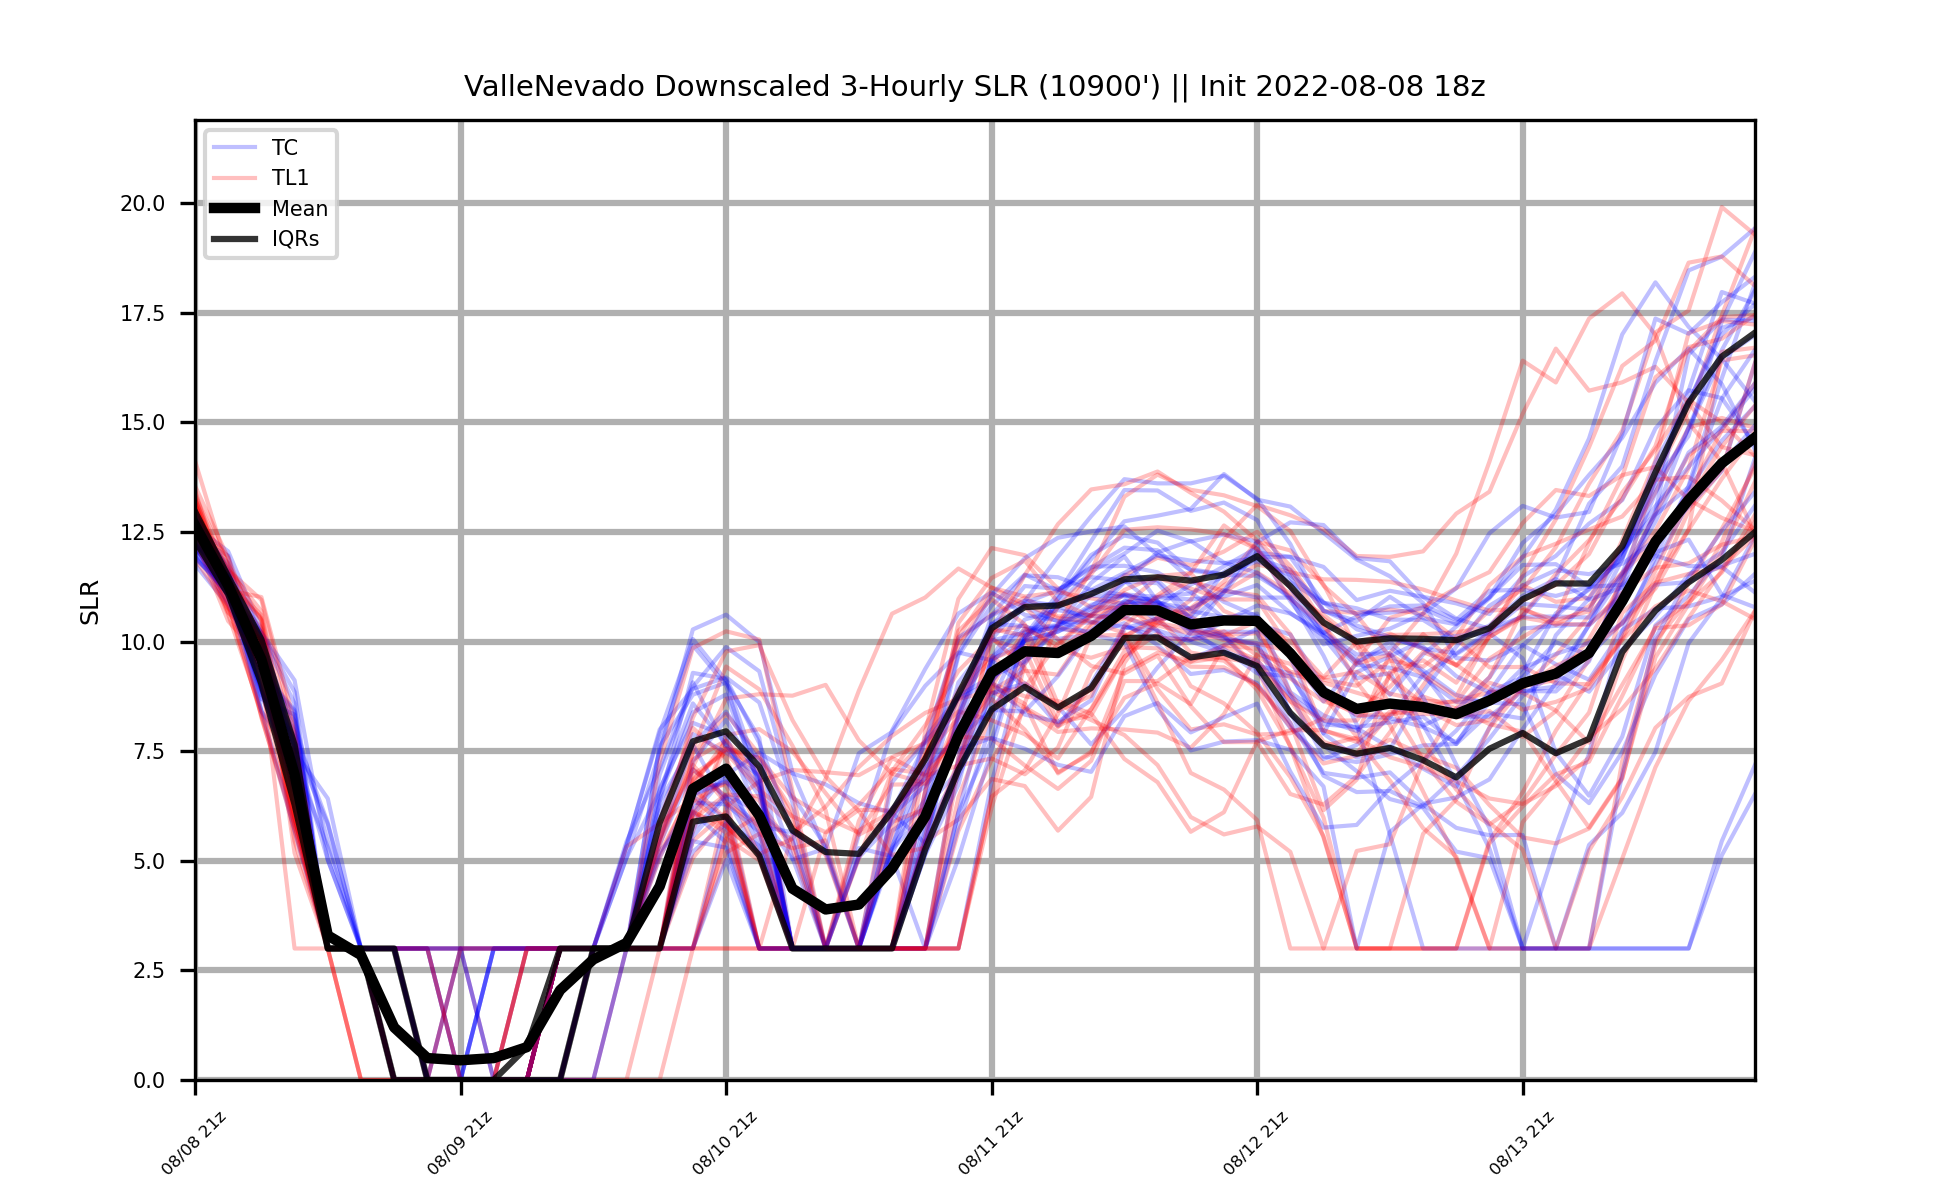 ValleNevado Downscaled 3-Hourly SLR (10900') || Init 2022-08-08 18z
TC
TL1
Mean
IQRs
20.0
17.5
15.0
12.5
10.0
7.5
5.0
2.5
0.0
SLR
08/08 21z
08/09 21z
08/10 21z
08/11 21z
08/12 21z
08/13 21z